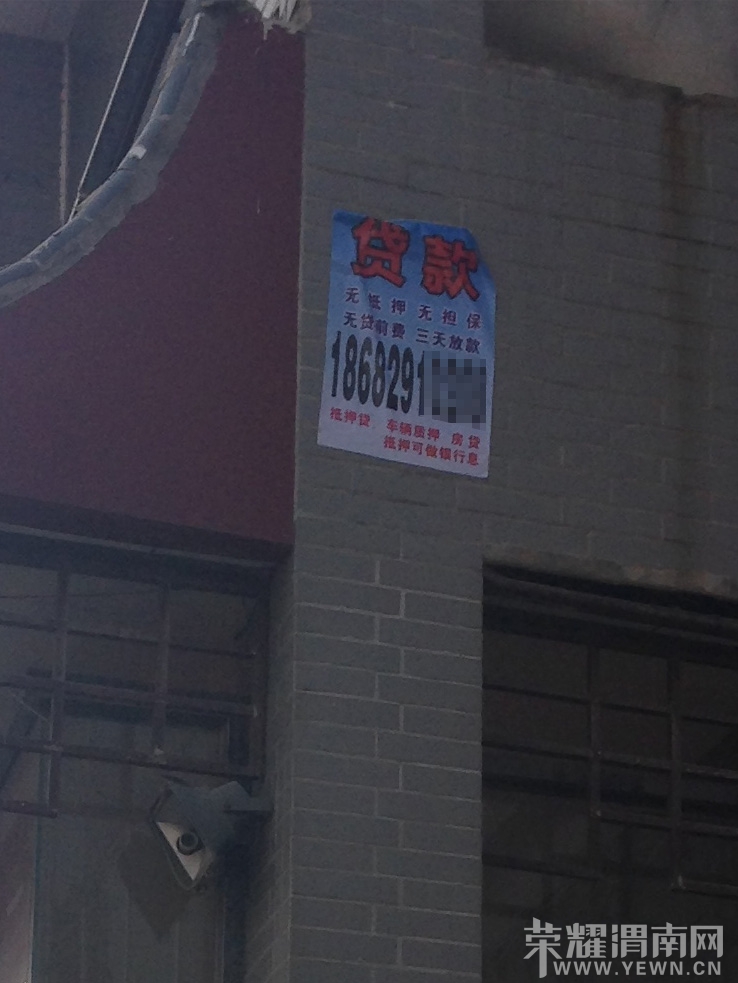 贷款
无抵押 无担保
无贷前费 三天放款
1868291
抵押贷 车辆质押 房贷
抵押可做银行息
荣耀渭南网
WWW.YEWN.CN